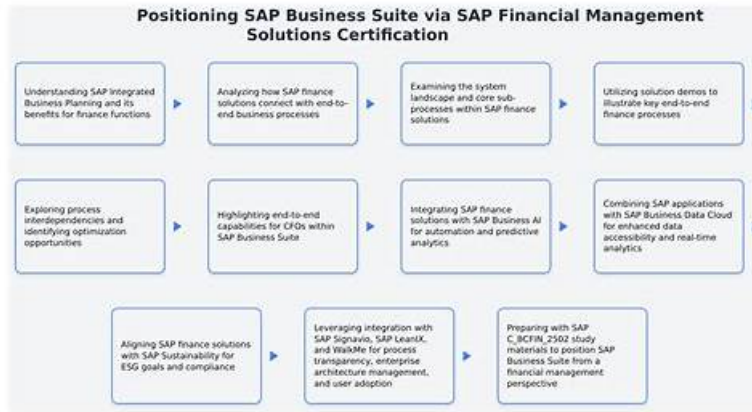 Positioning SAP Business Suite via SAP Financial Management
Solutions Certification
Understanding SAP Integrated
Business Planning and its
benefits for finance functions
Analyzing how SAP finance
solutions connect with end-to-
end business processes
Examining the system
landscape and core sub-
processes within SAP finance
solutions
Utilizing solution demos to
illustrate key end-to-end
finance processes
Exploring process
interdependencies and
identifying optimization
opportunities
Highlighting end-to-end
capabilities for CFOs within
SAP Business Suite
Integrating SAP finance
solutions with SAP Business AI
for automation and predictive
analytics
Combining SAP applications
with SAP Business Data Cloud
for enhanced data
accessibility and real-time
analytics
Aligning SAP finance solutions
with SAP Sustainability for
ESG goals and compliance
Leveraging integration with
SAP Signavio, SAP LeanIX,
and WalkMe for process
transparency, enterprise
architecture management,
and user adoption
Preparing with SAP
C_BCFIN_2502 study
materials to position SAP
Business Suite from a
financial management
perspective